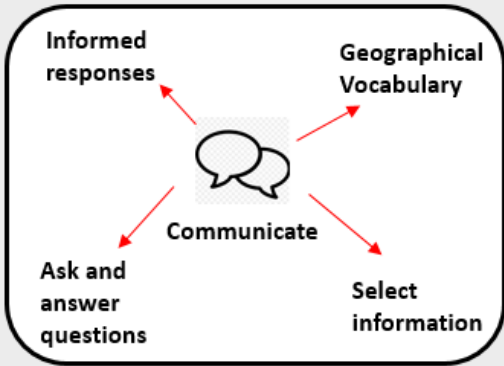 Informed
responses
Geographical
Vocabulary
Communicate
Ask and
answer
questions
Select
information